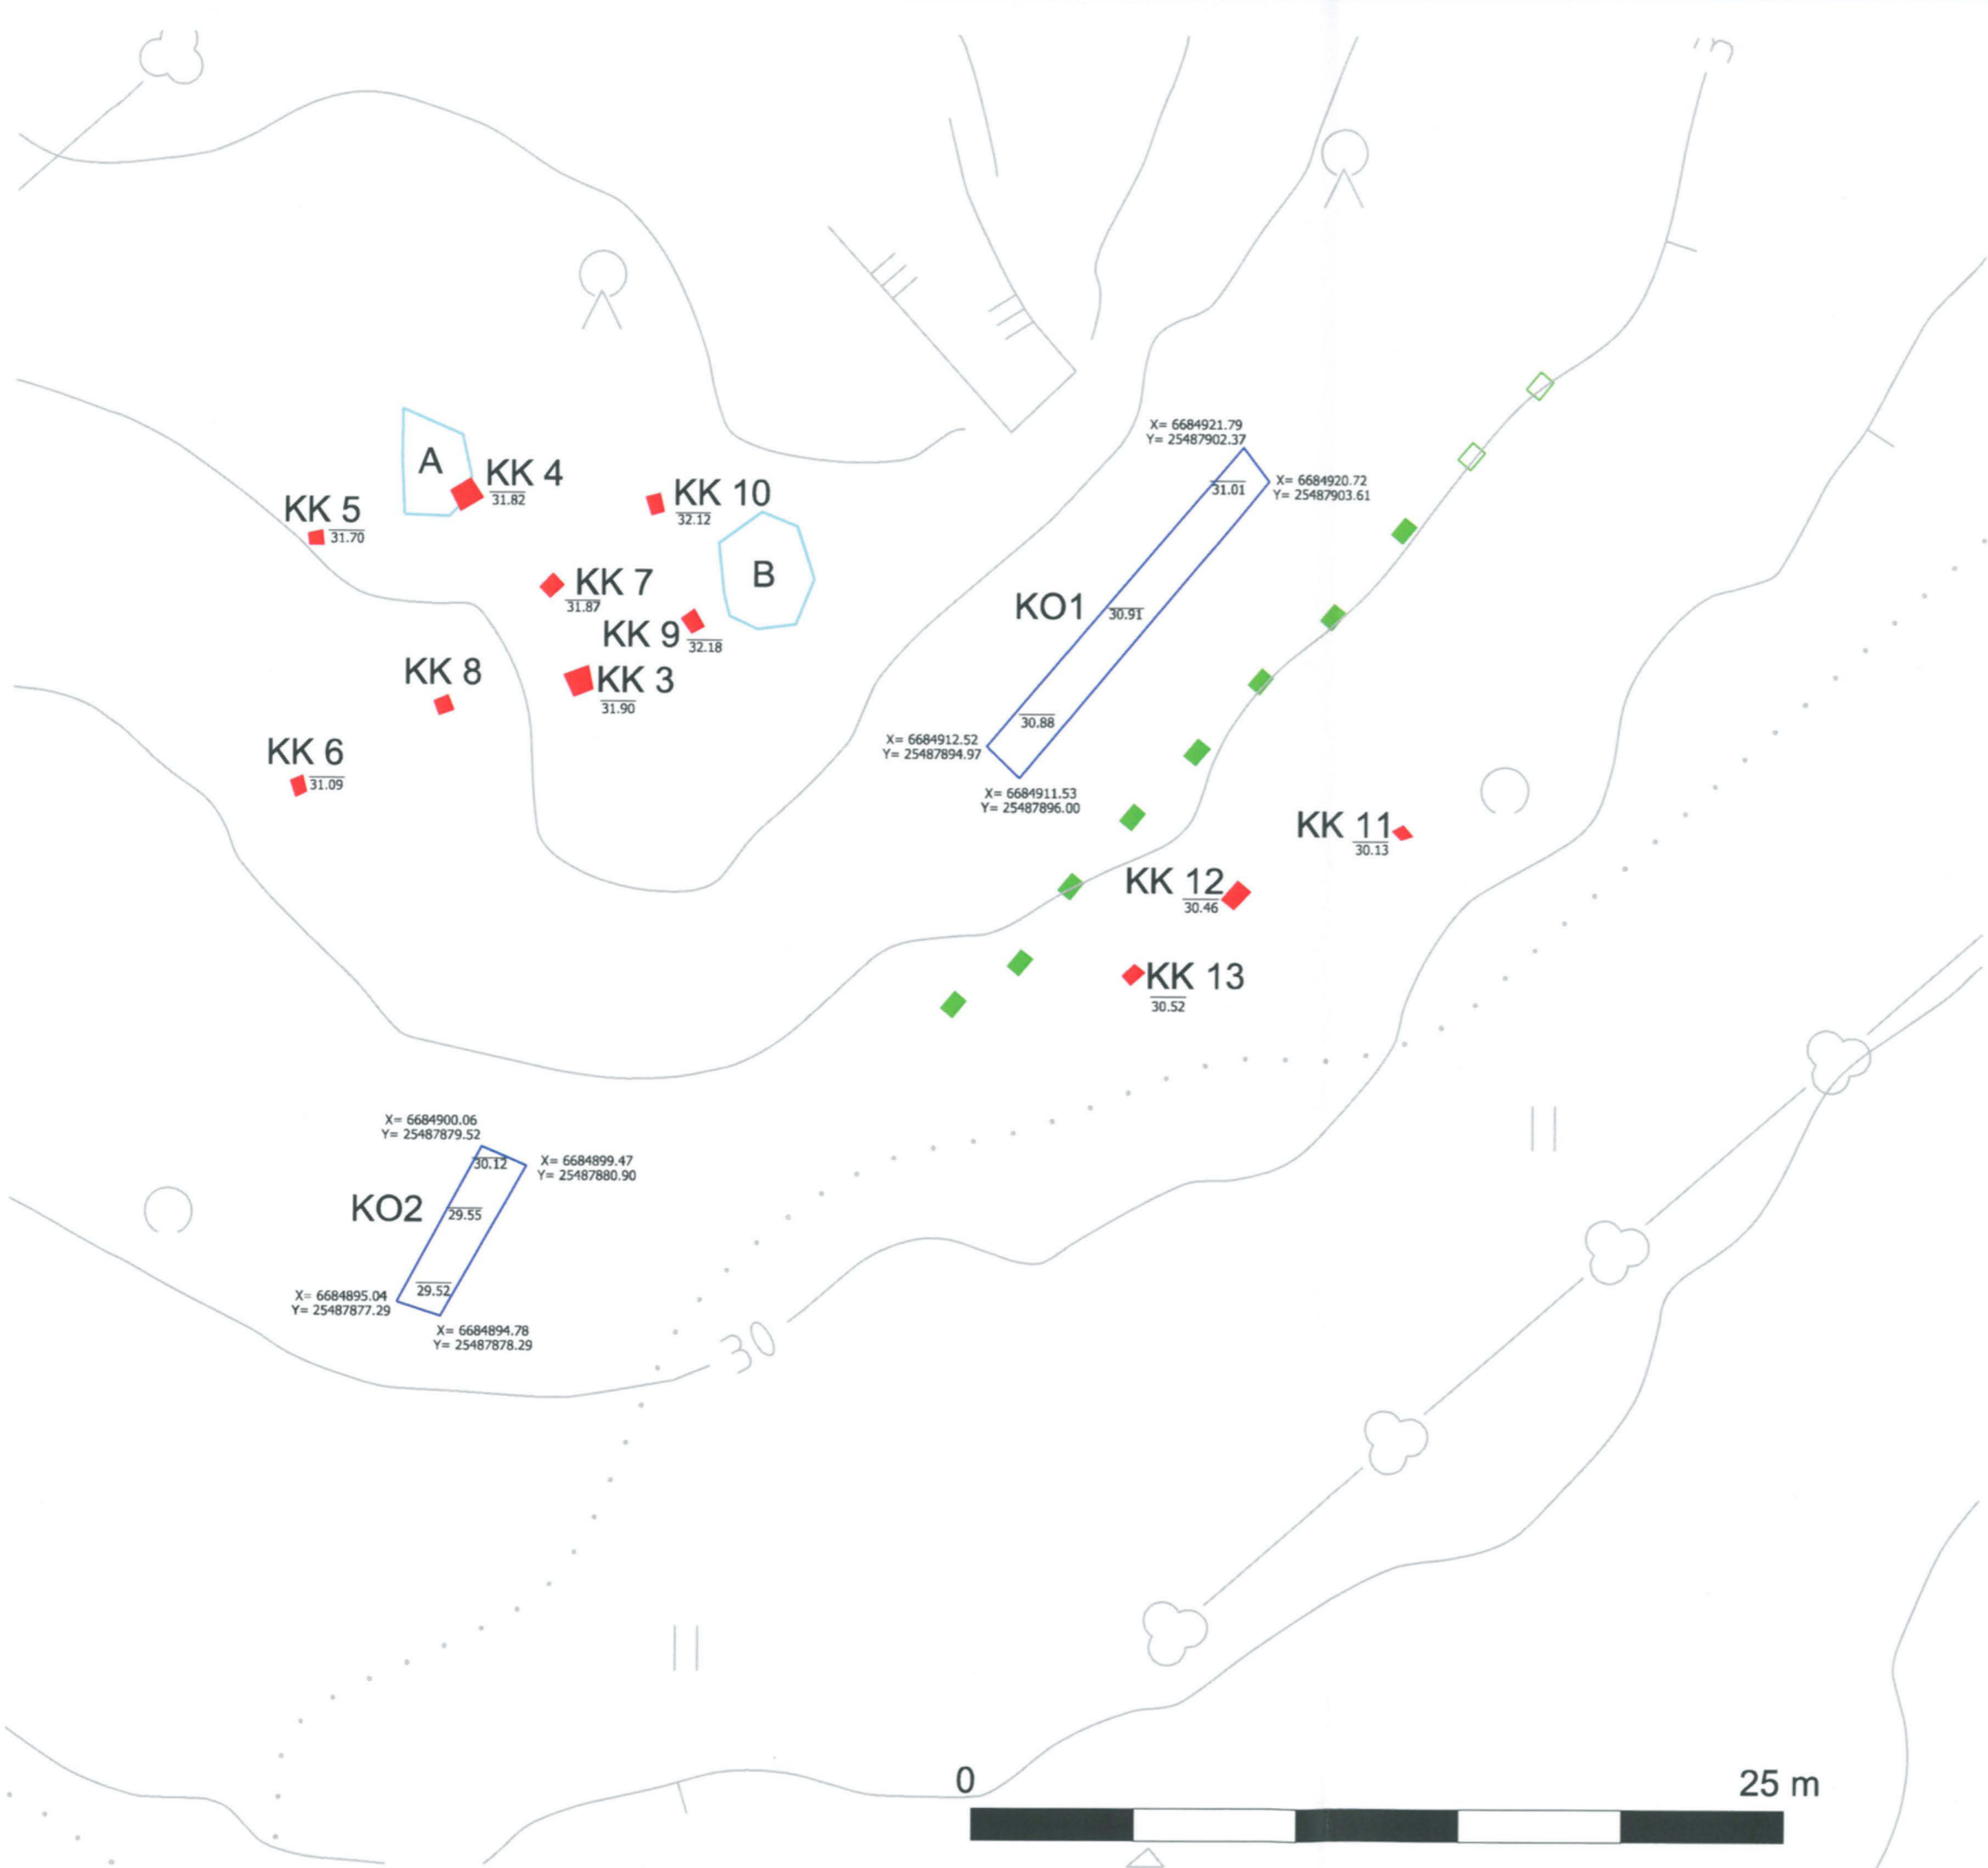 X= 6684921.79
Y= 25487902.37
A
KK 4
31.82
KK 10
32.12
31.01
X= 6684920.72
Y= 25487903.61
KK 5
31.70
B
KK 7
31.87
KO1
30.91
KK 9
32.18
KK 8
KK 3
31.90
30.88
X= 6684912.52
Y= 25487894.97
KK 6
31.09
X= 6684911.53
Y= 25487896.00
KK 11
30.13
KK 12
30.46
KK 13
30.52
X= 6684900.06
Y= 25487879.52
30.12
X= 6684899.47
Y= 25487880.90
KO2
29.55
29.52
X= 6684895.04
Y= 25487877.29
X= 6684894.78
Y= 25487878.29
30
0
25 m